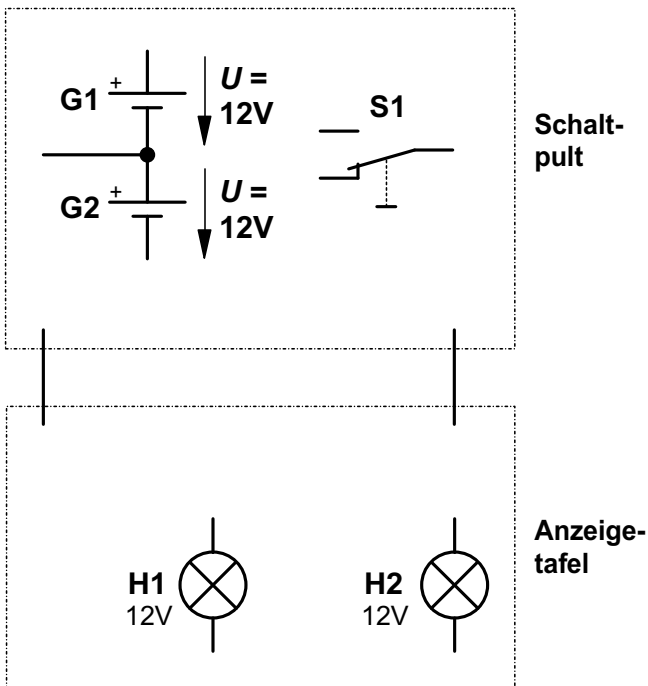 +
G1
U =
12V
S1
Schalt-
pult
+
G2
U =
12V
Anzeige-
tafel
H1
12V
H2
12V